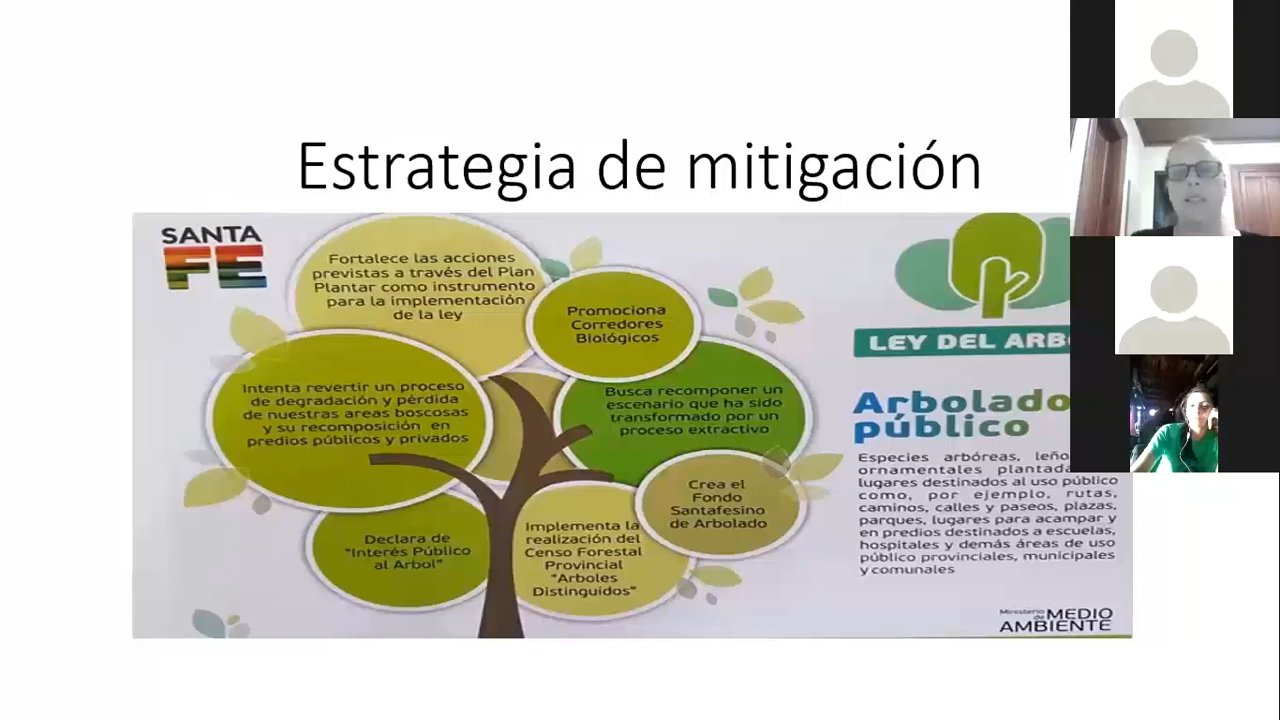 Estrategia de mitigación
SANTA
FE
Fortalece las acciones
previstas a través del Plan
Plantar como instrumento
para la implementación
de la ley
Promociona
Corredores
Biológicos
Intenta revertir un proceso
de degradación y pérdida
de nuestras areas boscosas
y su recomposición en
predios públicos y privados
Busca recomponer un
escenario que ha sido
transformado por un
proceso extractivo
Crea el
Fondo
Santafesino
de Arbolado
Declara de
"Interés Público
al Arbol"
Implementa la
realización del
Censo Forestal
Provincial
"Arboles
Distinguidos"
LEY DEL
Arbolado
público
Especies arbóreas,
ornamentales
lugares destinados al uso público
como, por ejemplo, rutas,
caminos, calles y paseos, plazas,
parques, lugares para acampar y
en predios destinados a escuelas,
hospitales y demás áreas de uso
público provinciales, municipales
y comunales
Ministerio
de MEDIO
AMBIENTE